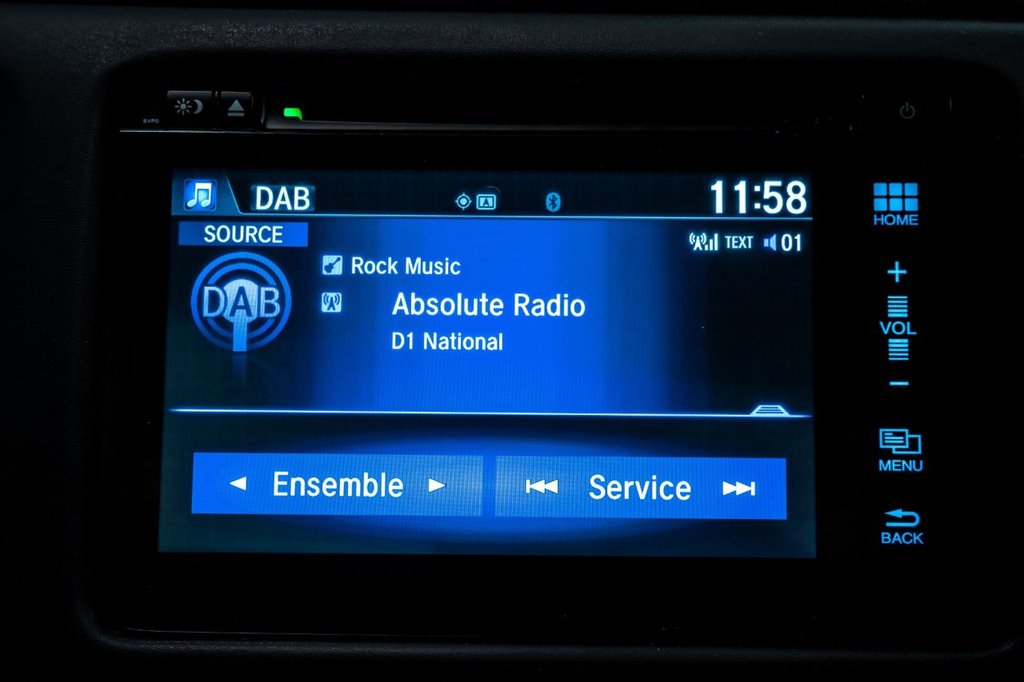 DAB 11:58
HOME
SOURCE
TEXT 01
DAB
Rock Music
Absolute Radio
D1 National
+
VOL
-
Ensemble
Service
MENU
BACK